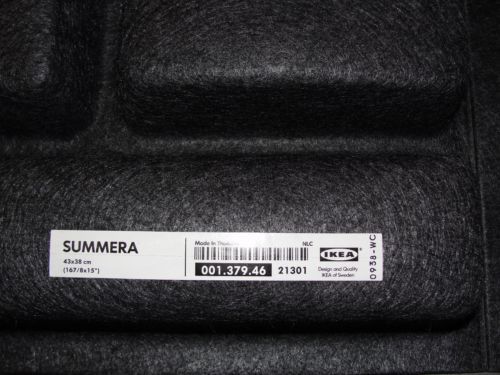 SUMMERA
43x38 cm
(167/8x15")
Made in
NLC
001.379.46 21301
IKEA
Design and Quality
IKEA of Sweden
0938-WC